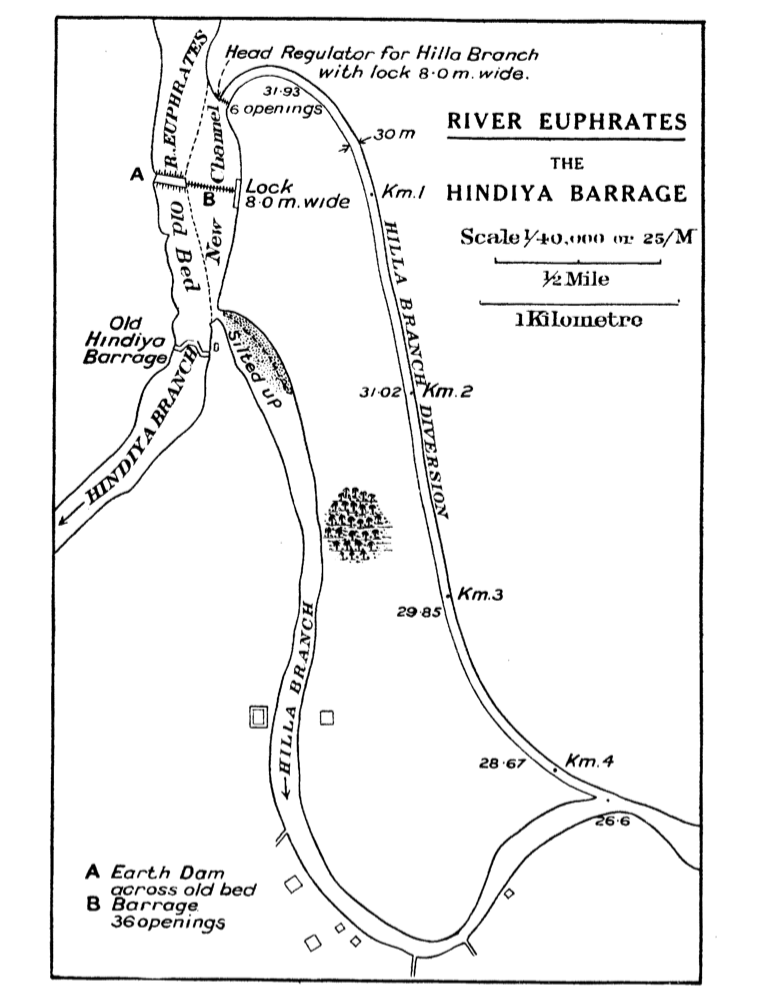 R. EUPHRATES
Head Regulator for Hilla Branch
with lock 8·0 m. wide.
31·93
6 openings
30 m
RIVER EUPHRATES
THE
HINDIYA BARRAGE
Scale 1/40,000 or 25/M
½ Mile
1 Kilometre
A
B
New Channel
Old Bed
Lock
8·0 m. wide
Km.1
HILLA BRANCH DIVERSION
Old
Hindiya
Barrage
Silted up
HINDIYA BRANCH
31·02
Km.2
Km.3
29·85
HILLA BRANCH
28·67
Km.4
26·6
A Earth Dam
across old bed
B Barrage
36 openings